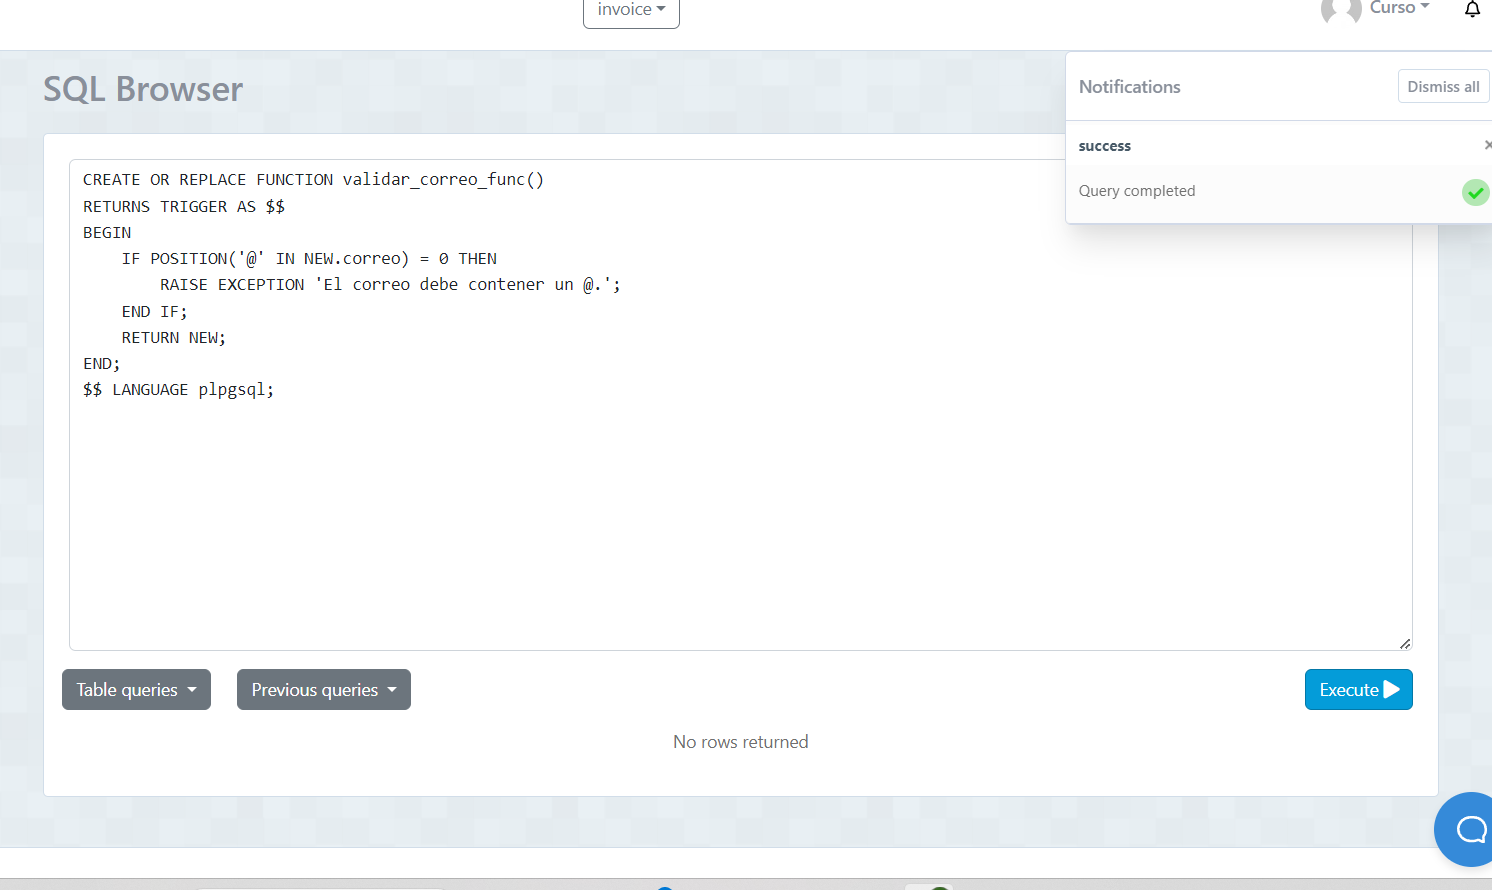 invoice
Curso
SQL Browser
Notifications
Dismiss all
success
×
Query completed
CREATE OR REPLACE FUNCTION validar_correo_func()
RETURNS TRIGGER AS $$
BEGIN
    IF POSITION('@' IN NEW.correo) = 0 THEN
        RAISE EXCEPTION 'El correo debe contener un @.';
    END IF;
    RETURN NEW;
END;
$$ LANGUAGE plpgsql;
Table queries
Previous queries
Execute
No rows returned